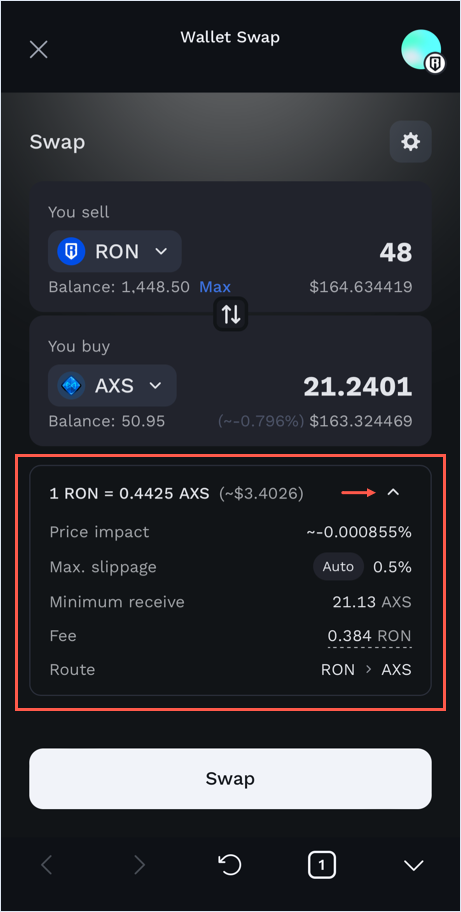 Wallet Swap
Swap
You sell
RON 48
Balance: 1,448.50 Max $164.634419
You buy
AXS 21.2401
Balance: 50.95 (~-0.796%) $163.324469
1 RON = 0.4425 AXS (~$3.4026)
Price impact ~-0.000855%
Max. slippage Auto 0.5%
Minimum receive 21.13 AXS
Fee 0.384 RON
Route RON > AXS
Swap
1